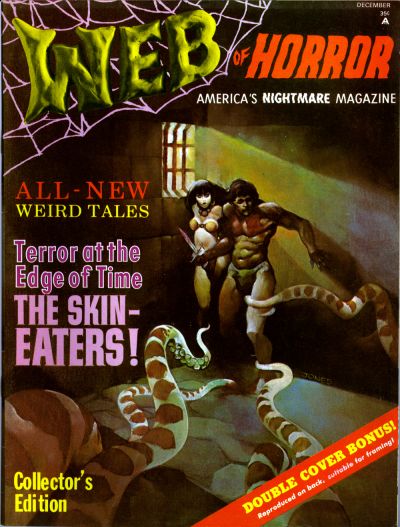 DECEMBER
35¢
A
WEB OF HORROR
AMERICA'S NIGHTMARE MAGAZINE
ALL-NEW
WEIRD TALES
Terror at the
Edge of Time
THE SKIN-
EATERS!
JONES
Collector's
Edition
DOUBLE COVER BONUS!
Reproduced on back, suitable for framing!